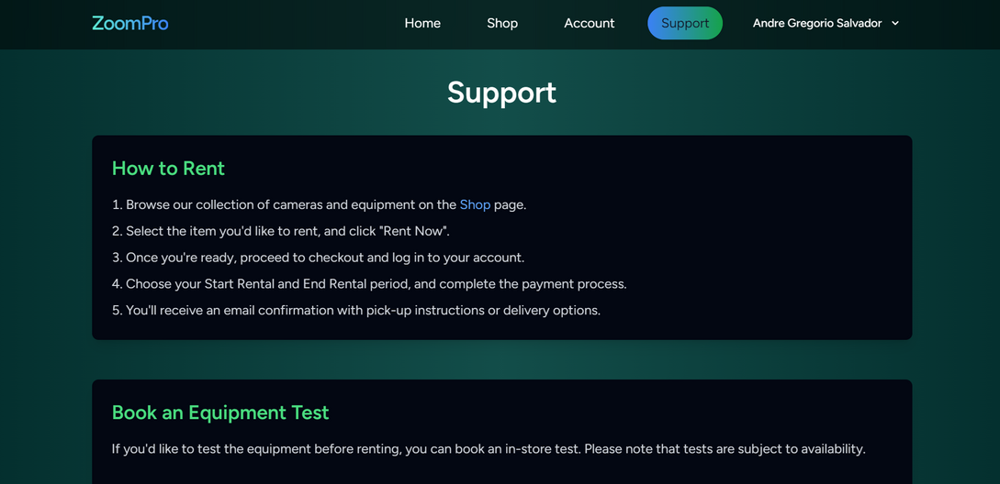 ZoomPro
Home
Shop
Account
Support
Andre Gregorio Salvador
Support
How to Rent
1. Browse our collection of cameras and equipment on the Shop page.
2. Select the item you'd like to rent, and click "Rent Now".
3. Once you're ready, proceed to checkout and log in to your account.
4. Choose your Start Rental and End Rental period, and complete the payment process.
5. You'll receive an email confirmation with pick-up instructions or delivery options.
Book an Equipment Test
If you'd like to test the equipment before renting, you can book an in-store test. Please note that tests are subject to availability.